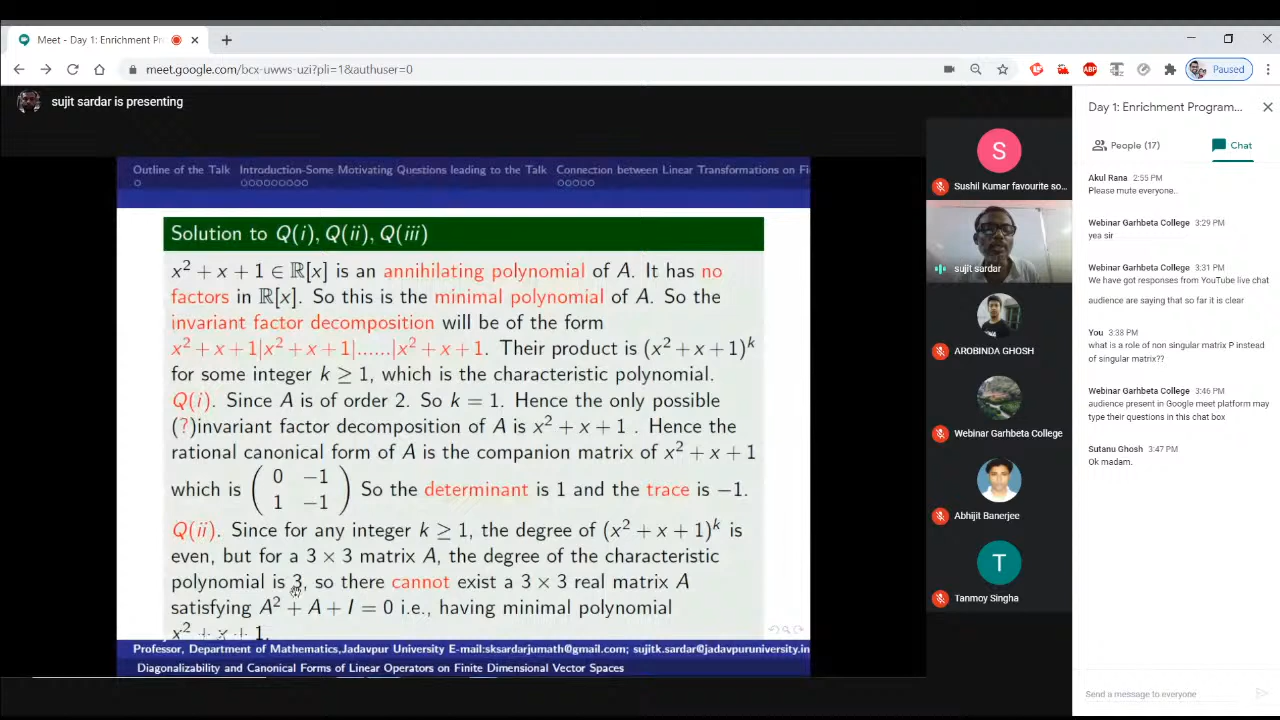 Meet - Day 1: Enrichment Pr
meet.google.com/bcx-uwws-uzi?pli=1&authuser=0
ABP
Paused
sujit sardar is presenting
Outline of the Talk Introduction-Some Motivating Questions leading to the Talk Connection between Linear Transformations on Fi
Solution to Q(i), Q(ii), Q(iii)
x² + x + 1 ∈ ℝ[x] is an annihilating polynomial of A. It has no
factors in ℝ[x]. So this is the minimal polynomial of A. So the
invariant factor decomposition will be of the form
x² + x + 1|x² + x + 1|......|x² + x + 1. Their product is (x² + x + 1)ᵏ
for some integer k ≥ 1, which is the characteristic polynomial.
Q(i). Since A is of order 2. So k = 1. Hence the only possible
(?)invariant factor decomposition of A is x² + x + 1 . Hence the
rational canonical form of A is the companion matrix of x² + x + 1
which is ( 0 −1
1 −1 ) So the determinant is 1 and the trace is −1.
Q(ii). Since for any integer k ≥ 1, the degree of (x² + x + 1)ᵏ is
even, but for a 3 × 3 matrix A, the degree of the characteristic
polynomial is 3, so there cannot exist a 3 × 3 real matrix A
satisfying A² + A + I = 0 i.e., having minimal polynomial
x² + x + 1.
Professor, Department of Mathematics,Jadavpur University E-mail:sksardarjumath@gmail.com; sujitk.sardar@jadavpuruniversity.in
Diagonalizability and Canonical Forms of Linear Operators on Finite Dimensional Vector Spaces
S
Sushil Kumar favourite so...
sujit sardar
AROBINDA GHOSH
Webinar Garhbeta College
Abhijit Banerjee
T
Tanmoy Singha
Day 1: Enrichment Program...
People (17) Chat
Akul Rana 2:55 PM
Please mute everyone..
Webinar Garhbeta College 3:29 PM
yea sir
Webinar Garhbeta College 3:31 PM
We have got responses from YouTube live chat
audience are saying that so far it is clear
You 3:38 PM
what is a role of non singular matrix P instead
of singular matrix??
Webinar Garhbeta College 3:46 PM
audience present in Google meet platform may
type their questions in this chat box
Sutanu Ghosh 3:47 PM
Ok madam.
Send a message to everyone